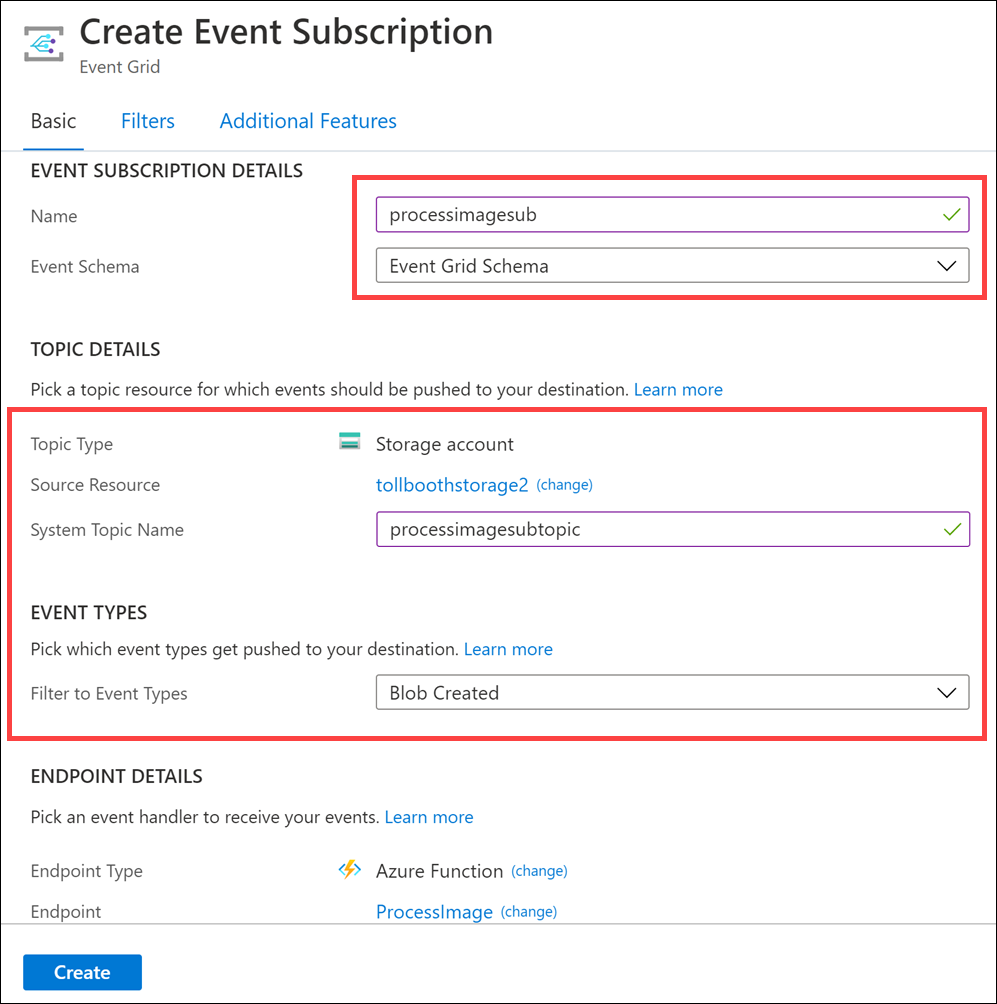 Create Event Subscription
Event Grid
Basic Filters Additional Features
EVENT SUBSCRIPTION DETAILS
Name processimagesub
Event Schema Event Grid Schema
TOPIC DETAILS
Pick a topic resource for which events should be pushed to your destination. Learn more
Topic Type Storage account
Source Resource tollboothstorage2 (change)
System Topic Name processimagesubtopic
EVENT TYPES
Pick which event types get pushed to your destination. Learn more
Filter to Event Types Blob Created
ENDPOINT DETAILS
Pick an event handler to receive your events. Learn more
Endpoint Type Azure Function (change)
Endpoint ProcessImage (change)
Create